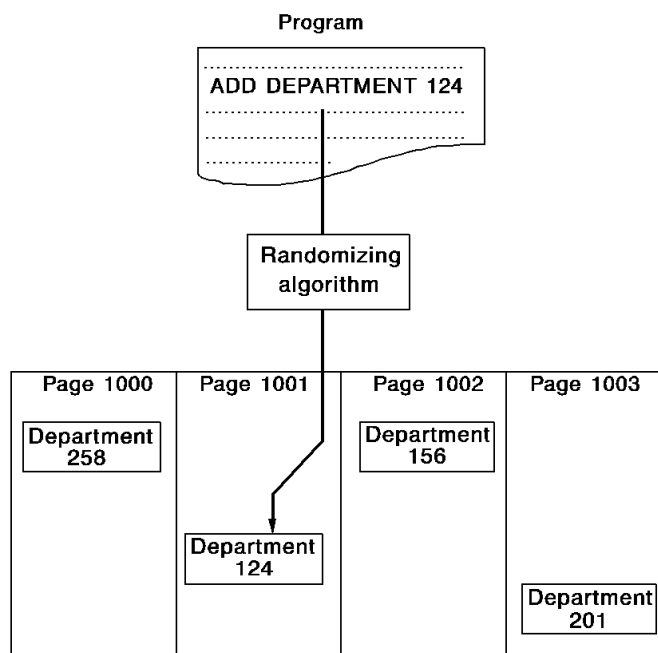 Program
ADD DEPARTMENT 124
Randomizing
algorithm
Page 1000
Page 1001
Page 1002
Page 1003
Department
258
Department
156
Department
124
Department
201